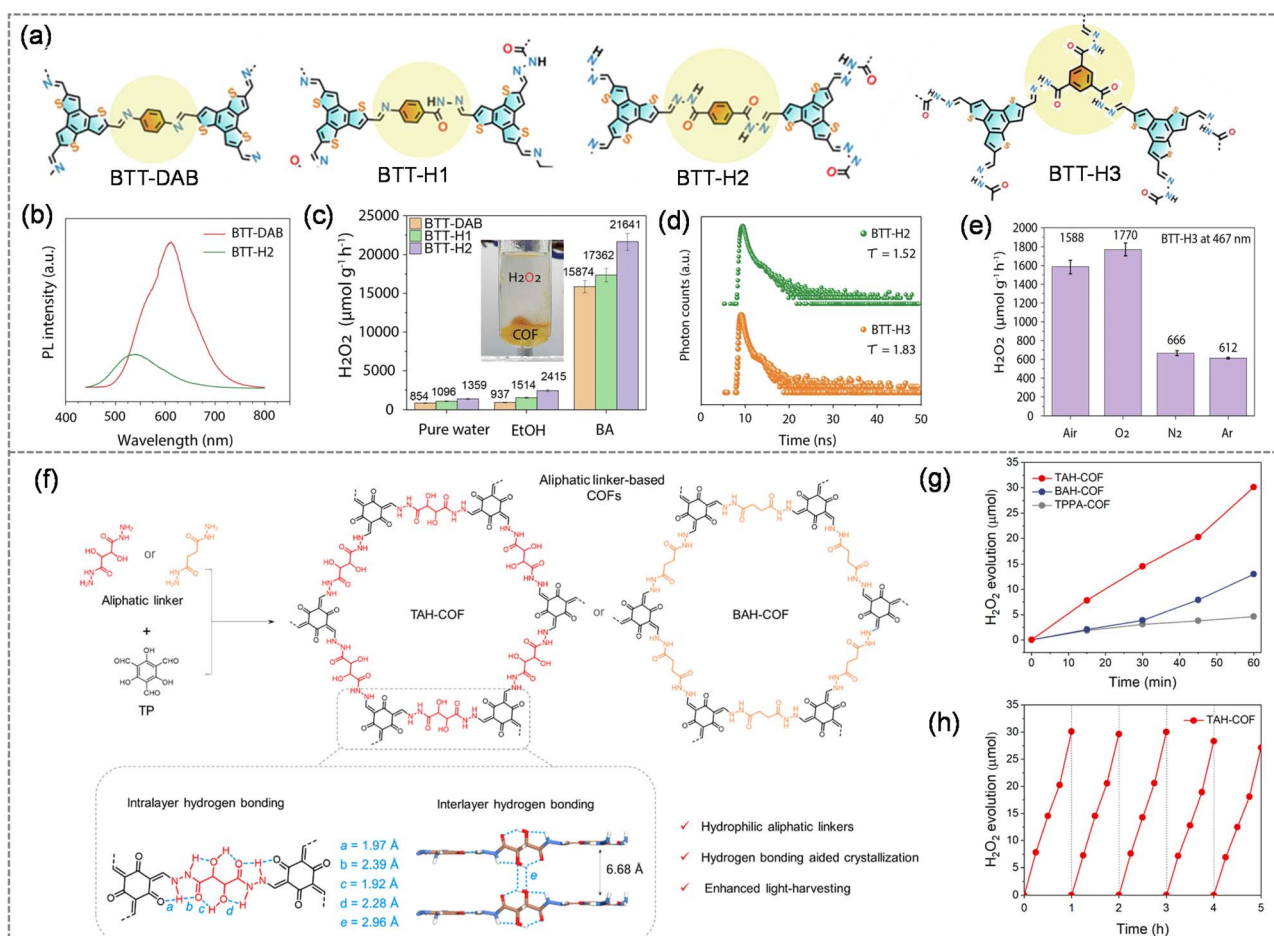 (a)
BTT-DAB
BTT-H1
BTT-H2
BTT-H3
(b)
PL intensity (a.u.)
BTT-DAB
BTT-H2
400 500 600 700 800
Wavelength (nm)
(c)
H2O2 (μmol g⁻¹ h⁻¹)
25000
20000
15000
10000
5000
0
BTT-DAB
BTT-H1
BTT-H2
H2O2
COF
854 1096 1359
937 1514 2415
15874 17362 21641
Pure water EtOH BA
(d)
Photon counts (a.u.)
BTT-H2
τ = 1.52
BTT-H3
τ = 1.83
0 10 20 30 40 50
Time (ns)
(e)
H2O2 (μmol g⁻¹ h⁻¹)
2000
1800
1600
1400
1200
1000
800
600
400
200
0
BTT-H3 at 467 nm
1588 1770 666 612
Air O2 N2 Ar
(f)
Aliphatic linker-based
COFs
or
Aliphatic linker
+
TP
TAH-COF
or
BAH-COF
Intralayer hydrogen bonding
a b c d
a = 1.97 Å
b = 2.39 Å
c = 1.92 Å
d = 2.28 Å
e = 2.96 Å
Interlayer hydrogen bonding
e
6.68 Å
✓ Hydrophilic aliphatic linkers
✓ Hydrogen bonding aided crystallization
✓ Enhanced light-harvesting
(g)
H₂O₂ evolution (μmol)
35
30
25
20
15
10
5
0
TAH-COF
BAH-COF
TPPA-COF
0 10 20 30 40 50 60
Time (min)
(h)
H₂O₂ evolution (μmol)
35
30
25
20
15
10
5
0
TAH-COF
0 1 2 3 4 5
Time (h)